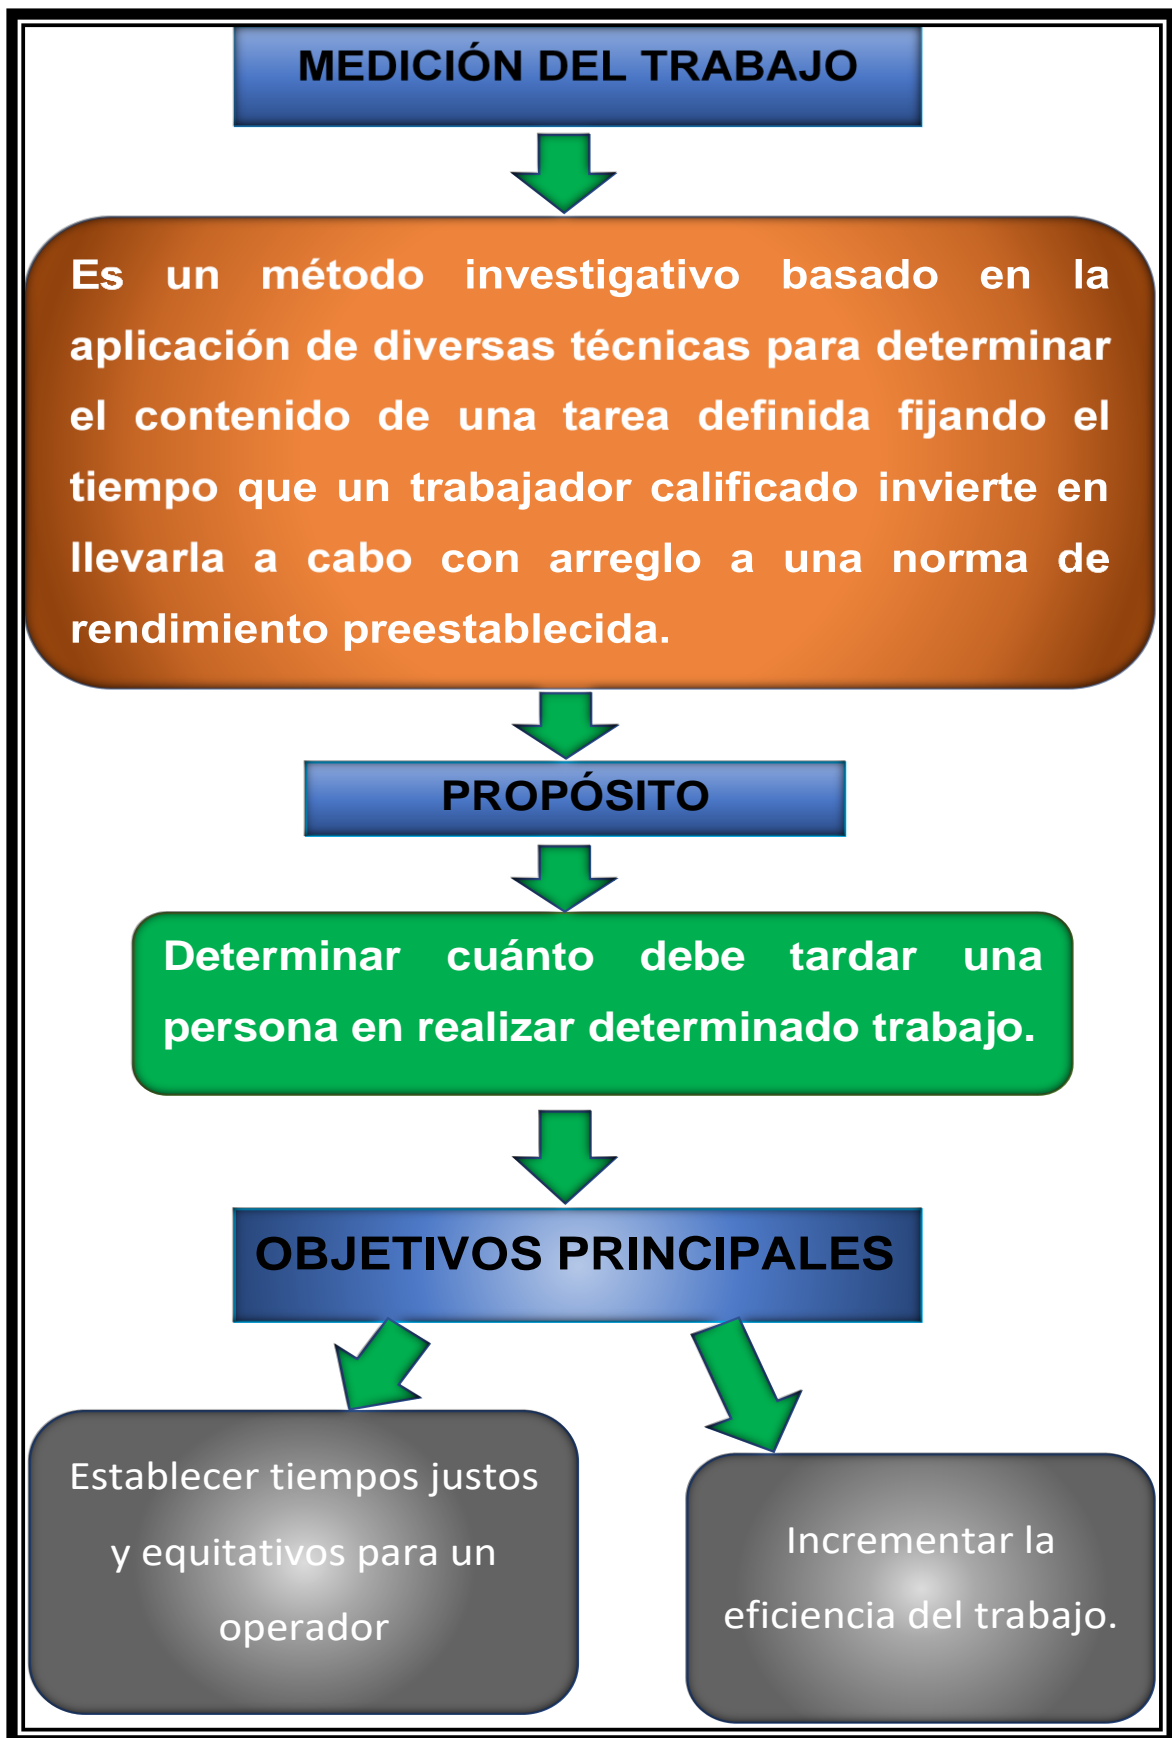 MEDICIÓN DEL TRABAJO
Es un método investigativo basado en la
aplicación de diversas técnicas para determinar
el contenido de una tarea definida fijando el
tiempo que un trabajador calificado invierte en
llevarla a cabo con arreglo a una norma de
rendimiento preestablecida.
PROPÓSITO
Determinar cuánto debe tardar una
persona en realizar determinado trabajo.
OBJETIVOS PRINCIPALES
Establecer tiempos justos
y equitativos para un
operador
Incrementar la
eficiencia del trabajo.